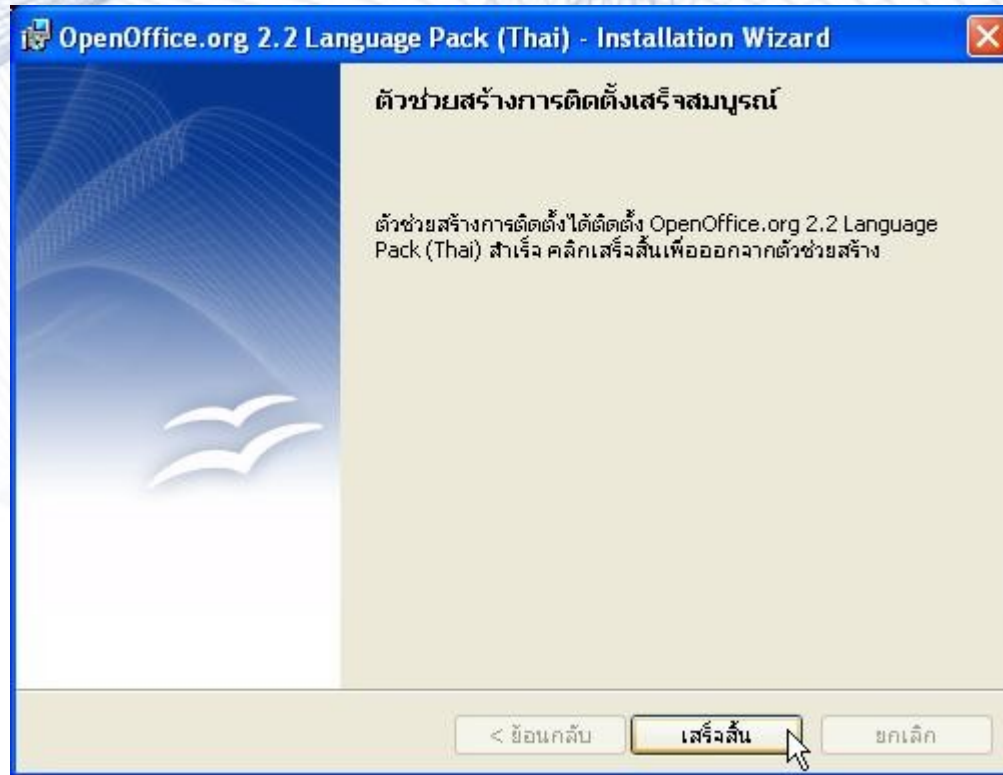 OpenOffice.org 2.2 Language Pack (Thai) - Installation Wizard
ตัวช่วยสร้างการติดตั้งเสร็จสมบูรณ์
ตัวช่วยสร้างการติดตั้งได้ติดตั้ง OpenOffice.org 2.2 Language
Pack (Thai) สำเร็จ คลิกเสร็จสิ้นเพื่อออกจากตัวช่วยสร้าง
< ย้อนกลับ เสร็จสิ้น ยกเลิก